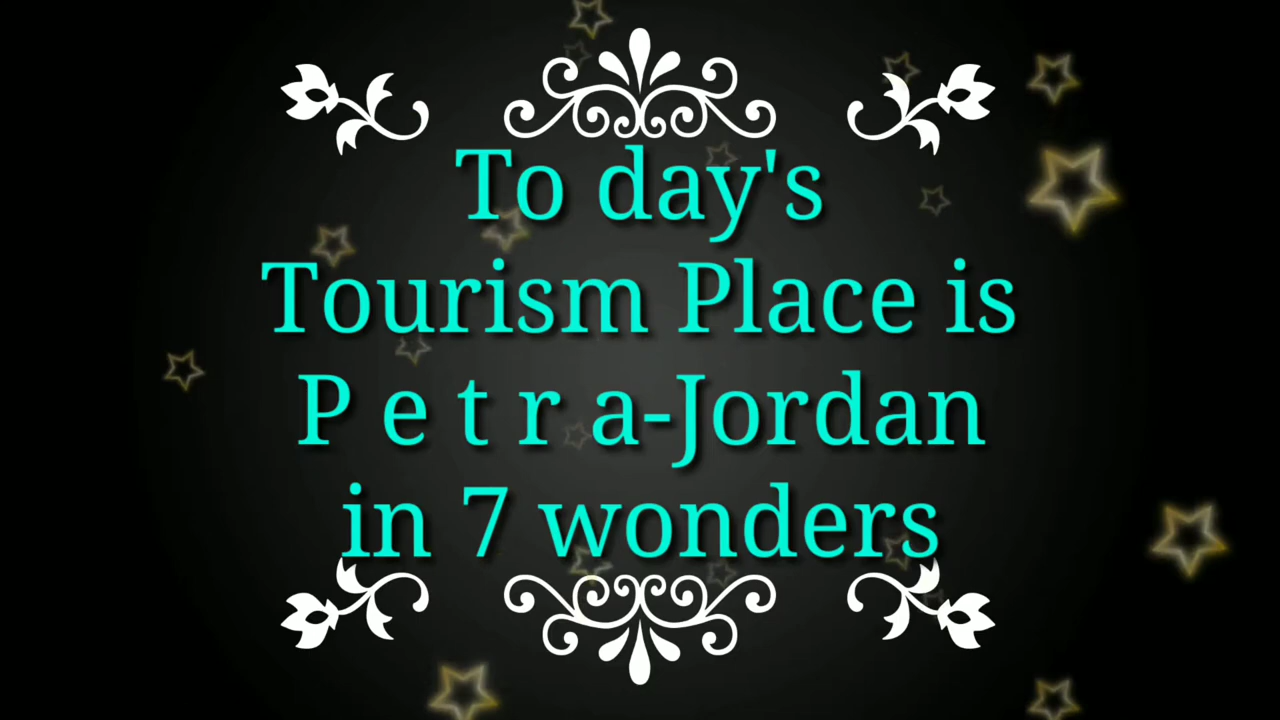 To day's
Tourism Place is
P e t r a-Jordan
in 7 wonders